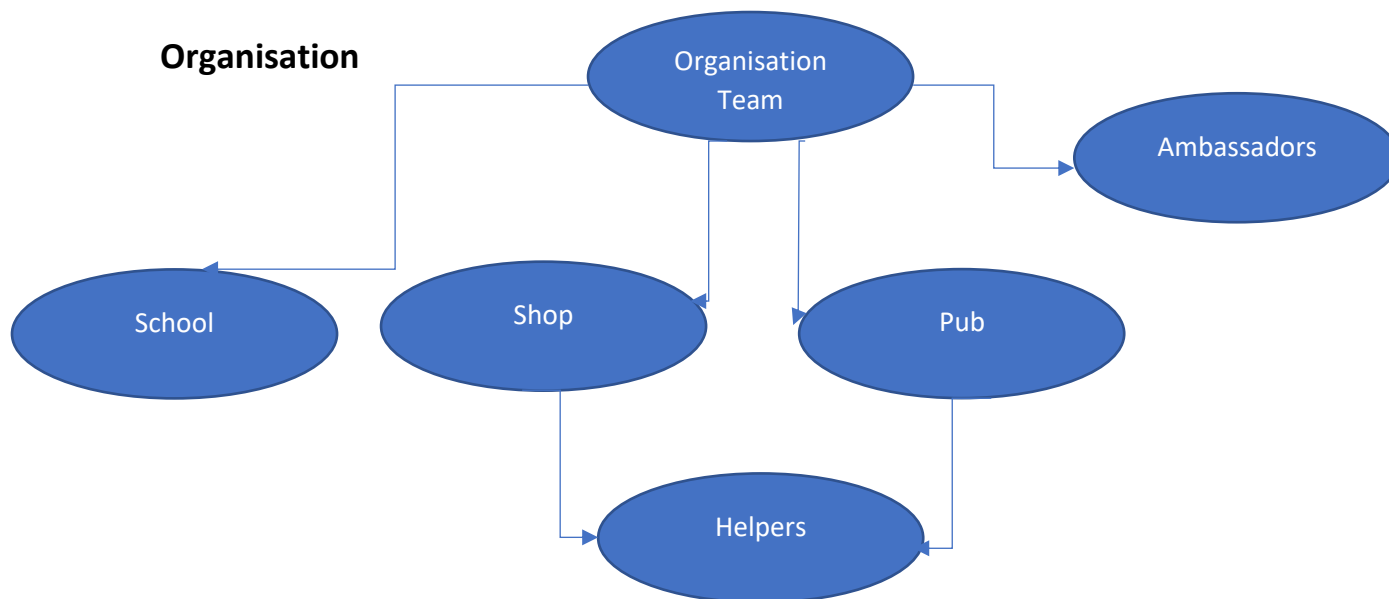 Organisation
Organisation
Team
Ambassadors
School
Shop
Pub
Helpers